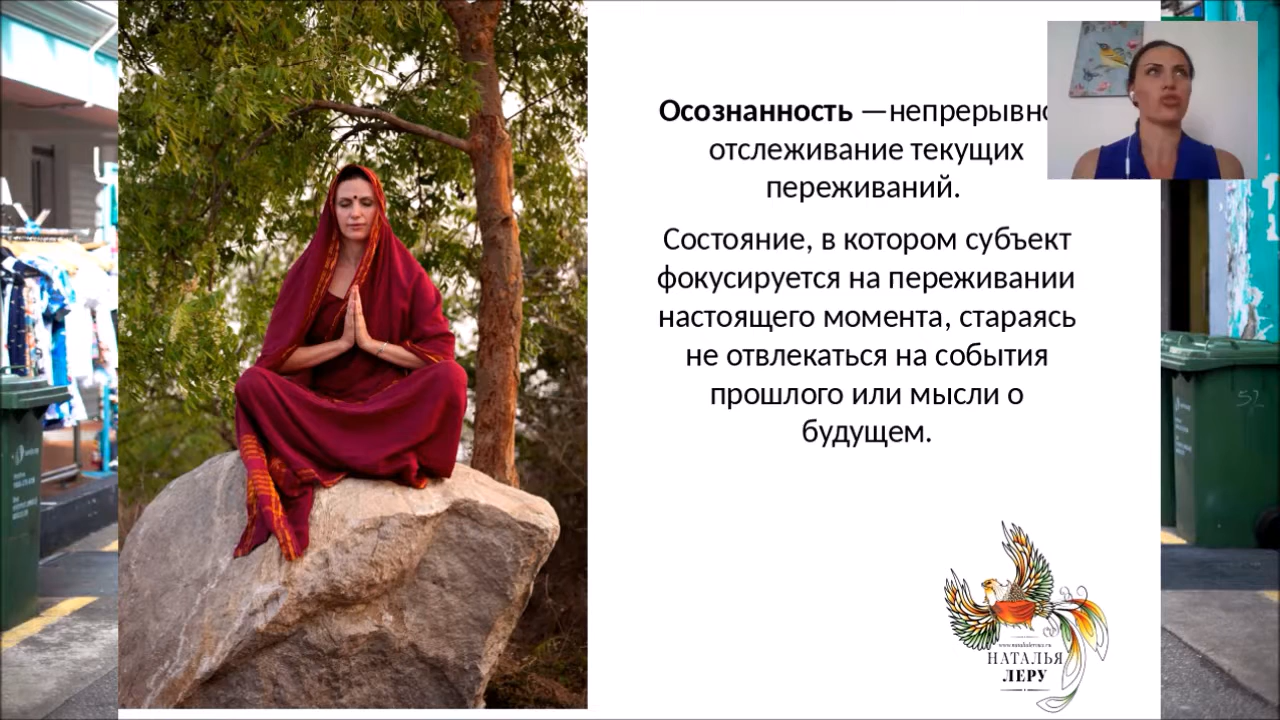 Осознанность —непрерывно
отслеживание текущих
переживаний.
Состояние, в котором субъект
фокусируется на переживании
настоящего момента, стараясь
не отвлекаться на события
прошлого или мысли о
будущем.
НАТАЛЬЯ
ЛЕРУ